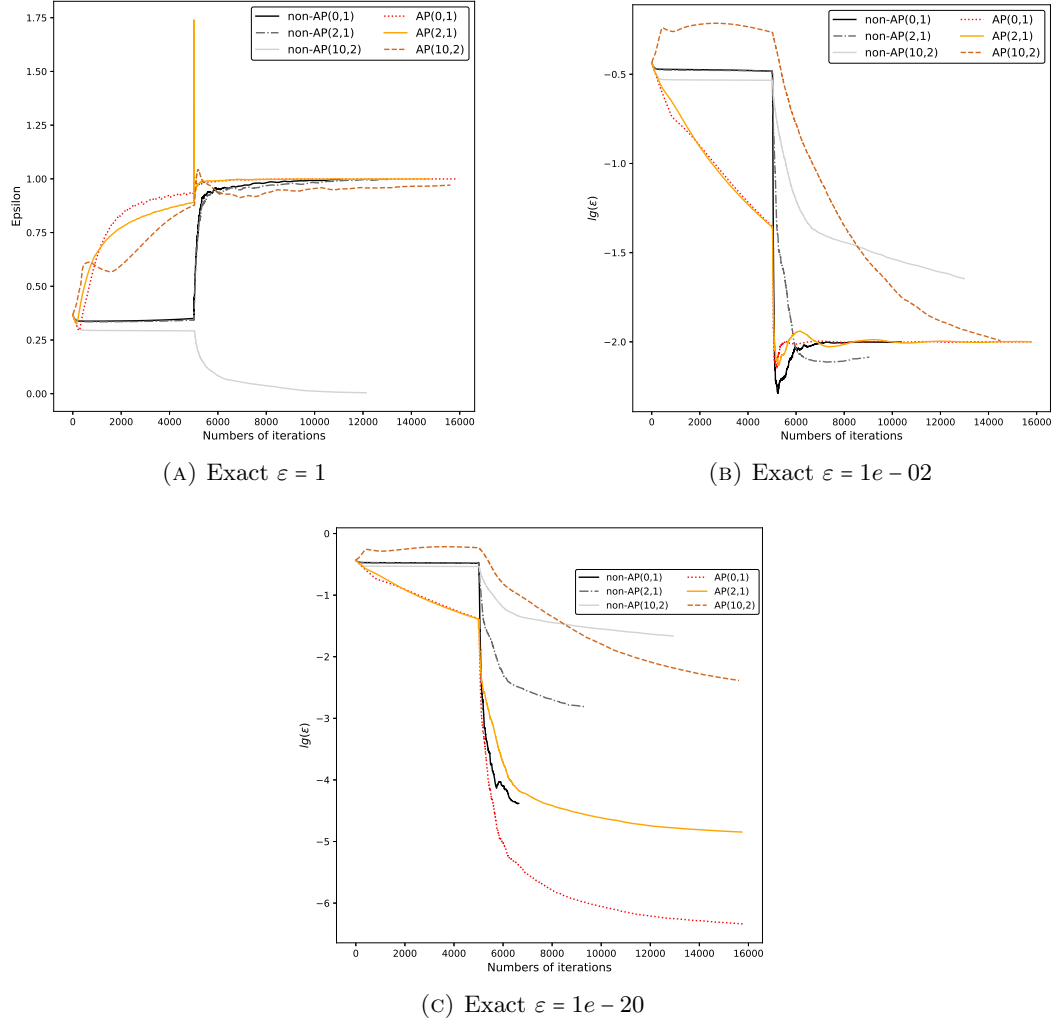 1.75
1.50
1.25
1.00
0.75
0.50
0.25
0.00
Epsilon
0 2000 4000 6000 8000 10000 12000 14000 16000
Numbers of iterations
non-AP(0,1) AP(0,1)
non-AP(2,1) AP(2,1)
non-AP(10,2) AP(10,2)
(A) Exact ε = 1
−0.5
−1.0
−1.5
−2.0
lg(ε)
0 2000 4000 6000 8000 10000 12000 14000 16000
Numbers of iterations
non-AP(0,1) AP(0,1)
non-AP(2,1) AP(2,1)
non-AP(10,2) AP(10,2)
(B) Exact ε = 1e − 02
0
−1
−2
−3
−4
−5
−6
lg(ε)
0 2000 4000 6000 8000 10000 12000 14000 16000
Numbers of iterations
non-AP(0,1) AP(0,1)
non-AP(2,1) AP(2,1)
non-AP(10,2) AP(10,2)
(C) Exact ε = 1e − 20